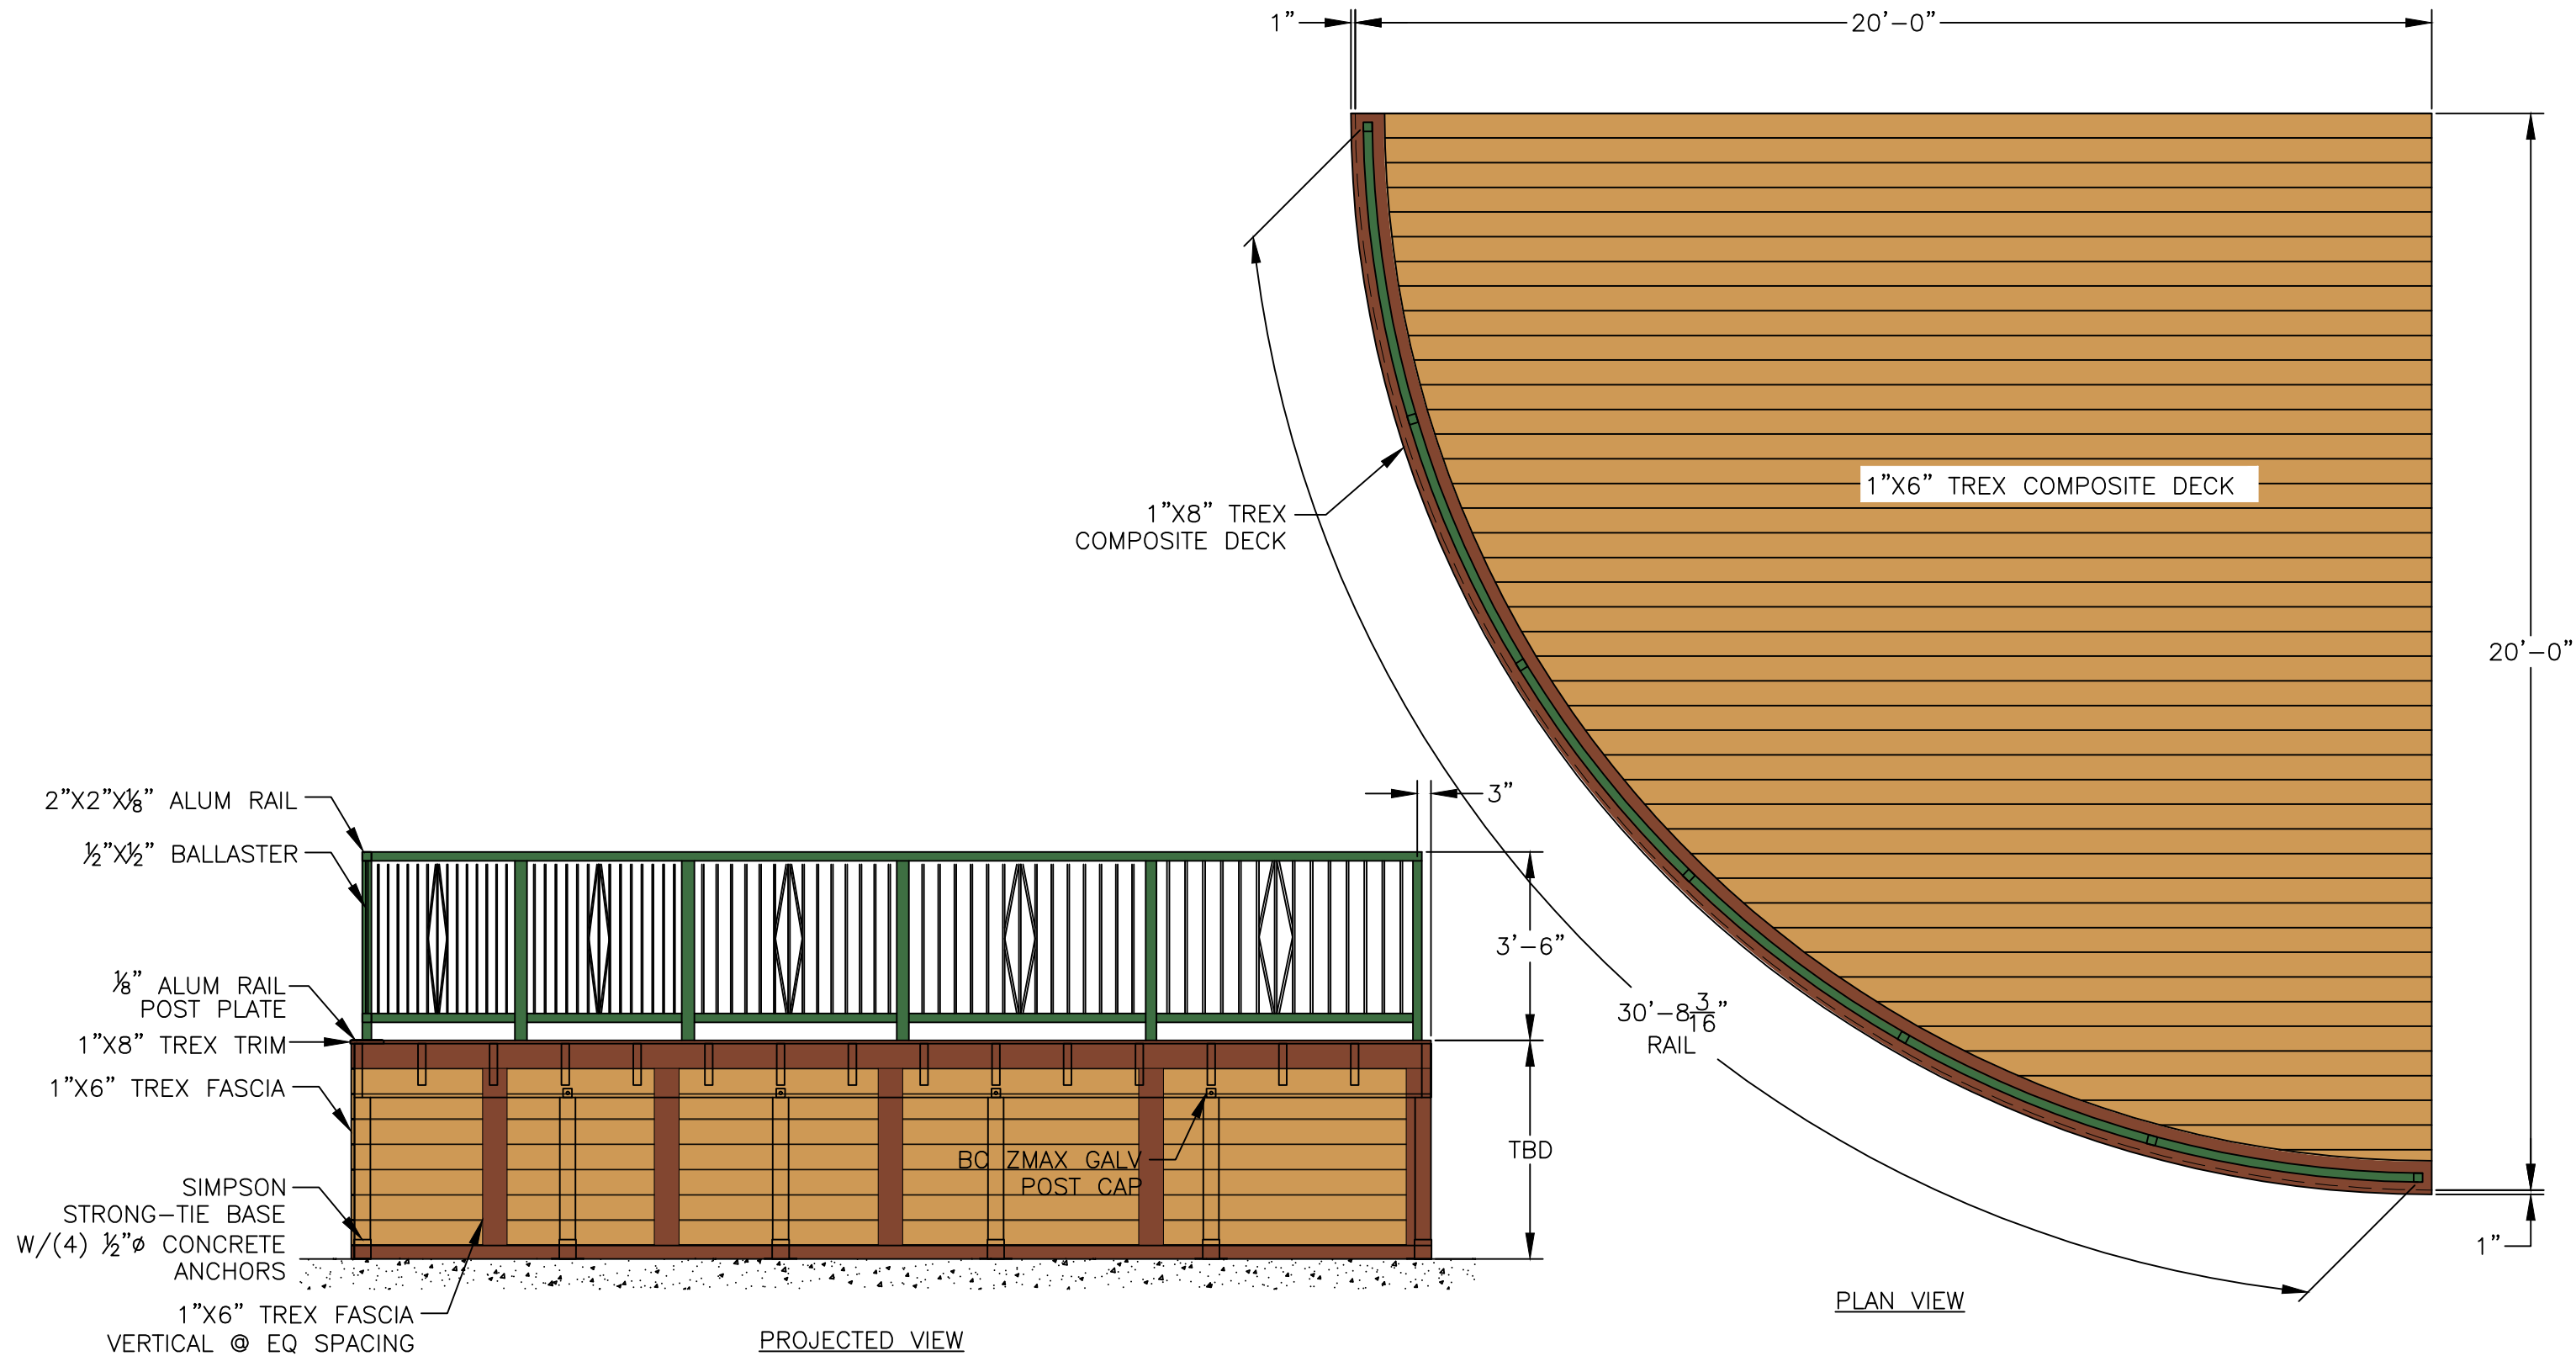 1"
20'-0"
1"X6" TREX COMPOSITE DECK
1"X8" TREX
COMPOSITE DECK
20'-0"
30'-8 3/16"
RAIL
1"
PLAN VIEW
2"X2"X⅛" ALUM RAIL
½"X½" BALLASTER
⅛" ALUM RAIL
POST PLATE
1"X8" TREX TRIM
1"X6" TREX FASCIA
SIMPSON
STRONG-TIE BASE
W/(4) ½"ø CONCRETE
ANCHORS
1"X6" TREX FASCIA
VERTICAL @ EQ SPACING
3"
3'-6"
TBD
BC ZMAX GALV
POST CAP
PROJECTED VIEW